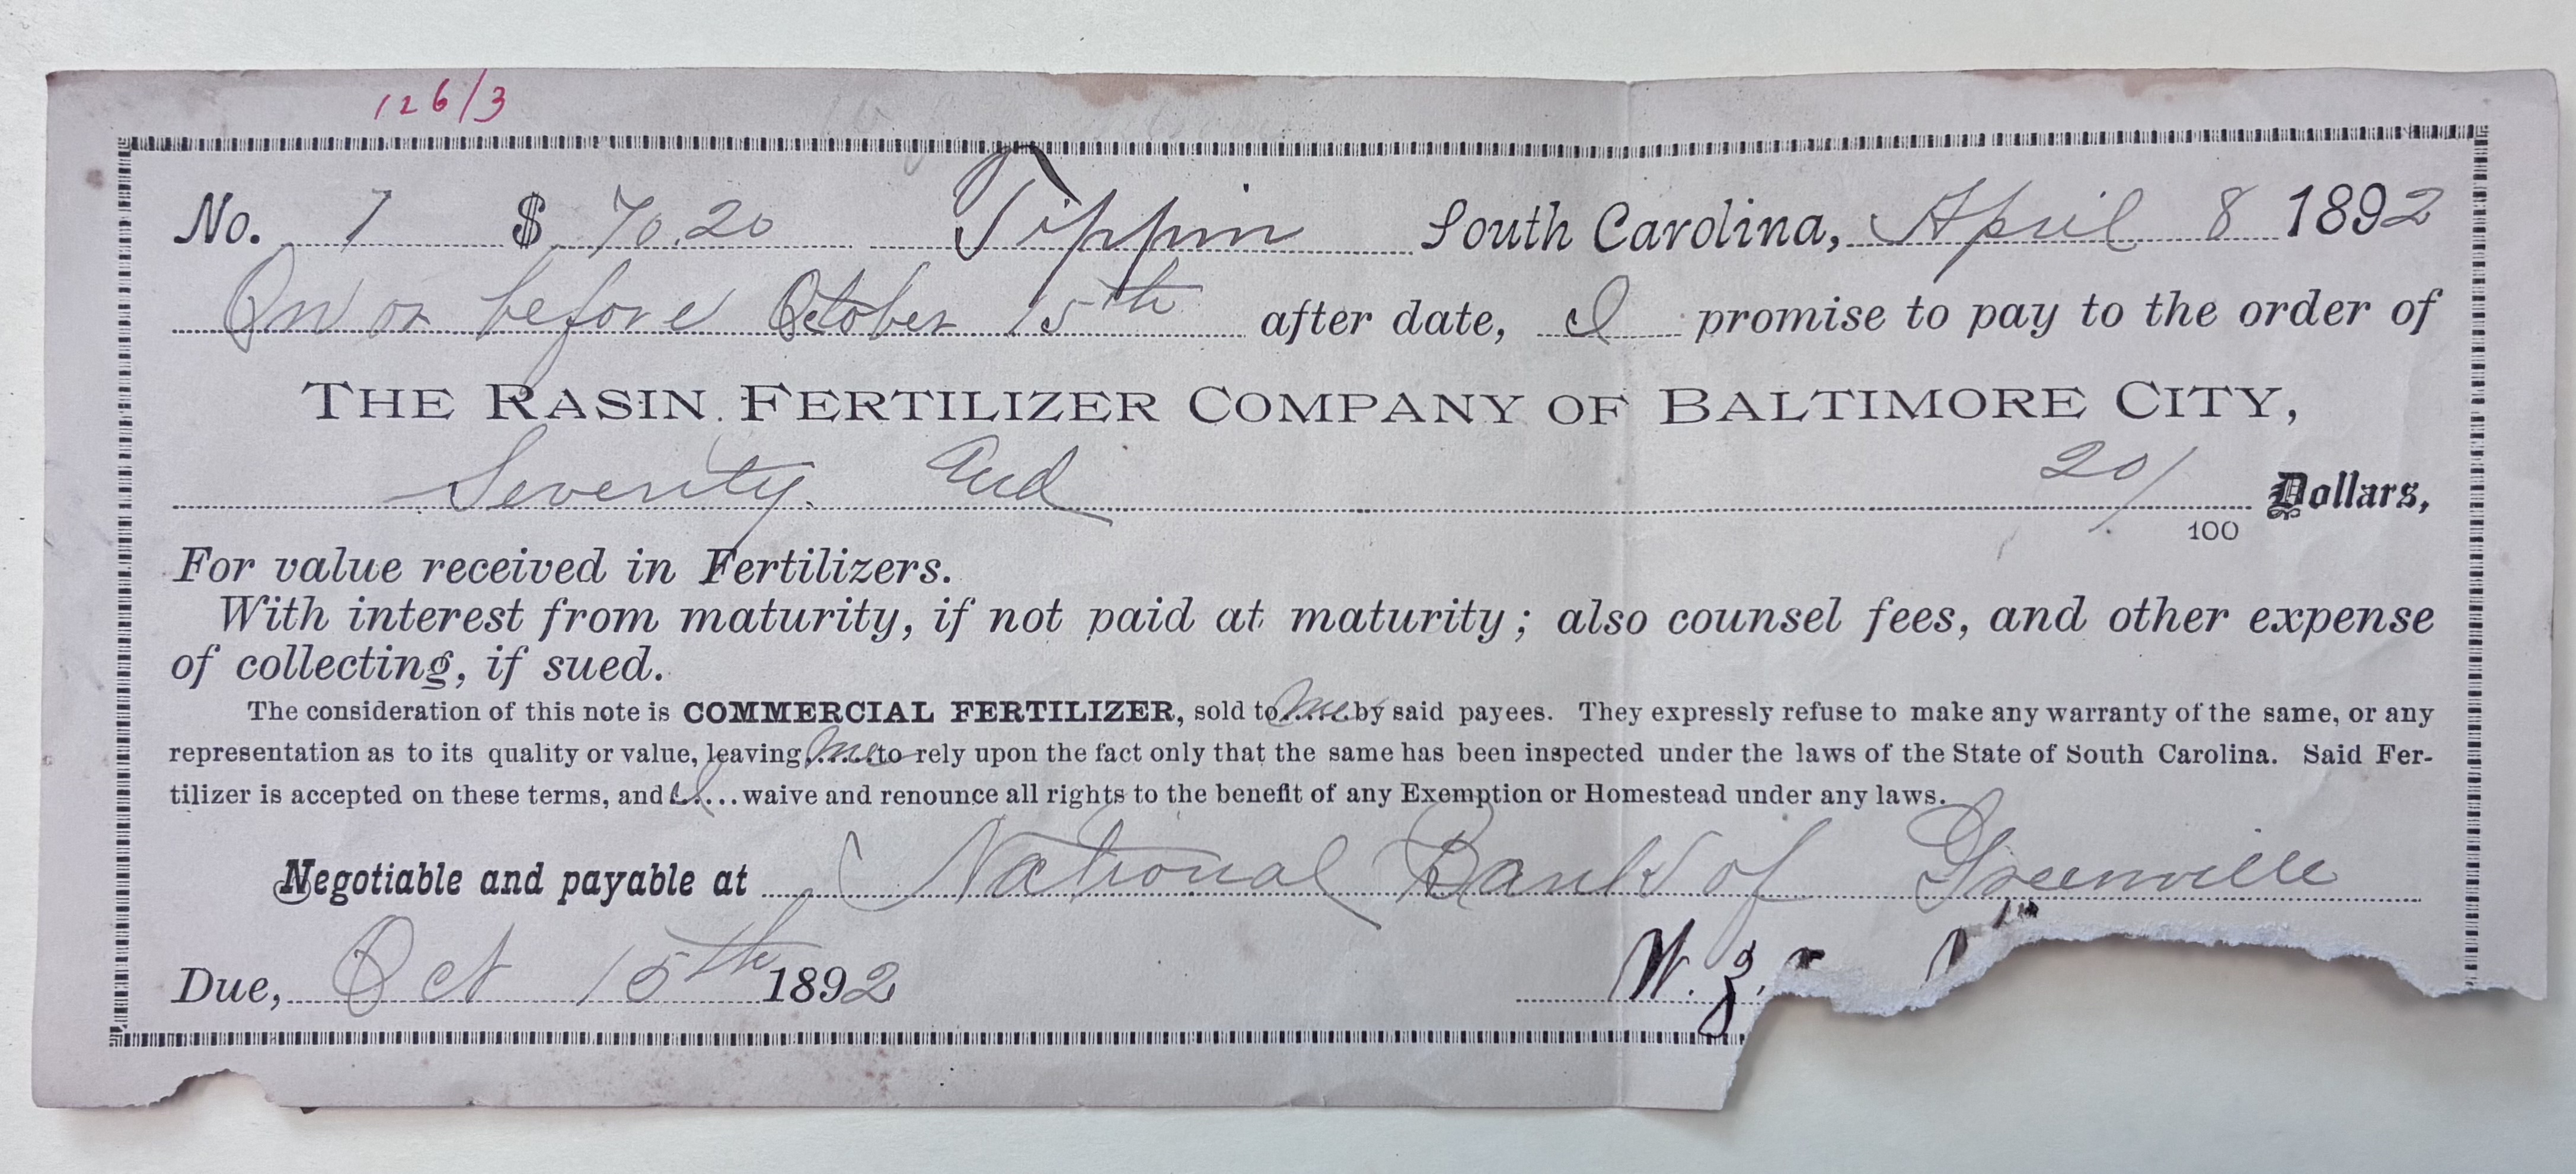 126/3
No. 7 $ 70.20 Tippin South Carolina, April 8 1892
On or before October 15th after date, I promise to pay to the order of
THE RASIN FERTILIZER COMPANY OF BALTIMORE CITY,
Seventy and 20/100 Dollars,
For value received in Fertilizers.
With interest from maturity, if not paid at maturity; also counsel fees, and other expense
of collecting, if sued.
The consideration of this note is COMMERCIAL FERTILIZER, sold to me by said payees. They expressly refuse to make any warranty of the same, or any
representation as to its quality or value, leaving me to rely upon the fact only that the same has been inspected under the laws of the State of South Carolina. Said Fer-
tilizer is accepted on these terms, and I waive and renounce all rights to the benefit of any Exemption or Homestead under any laws.
Negotiable and payable at National Bank of Greenville
Due, Oct 15th 1892 W.